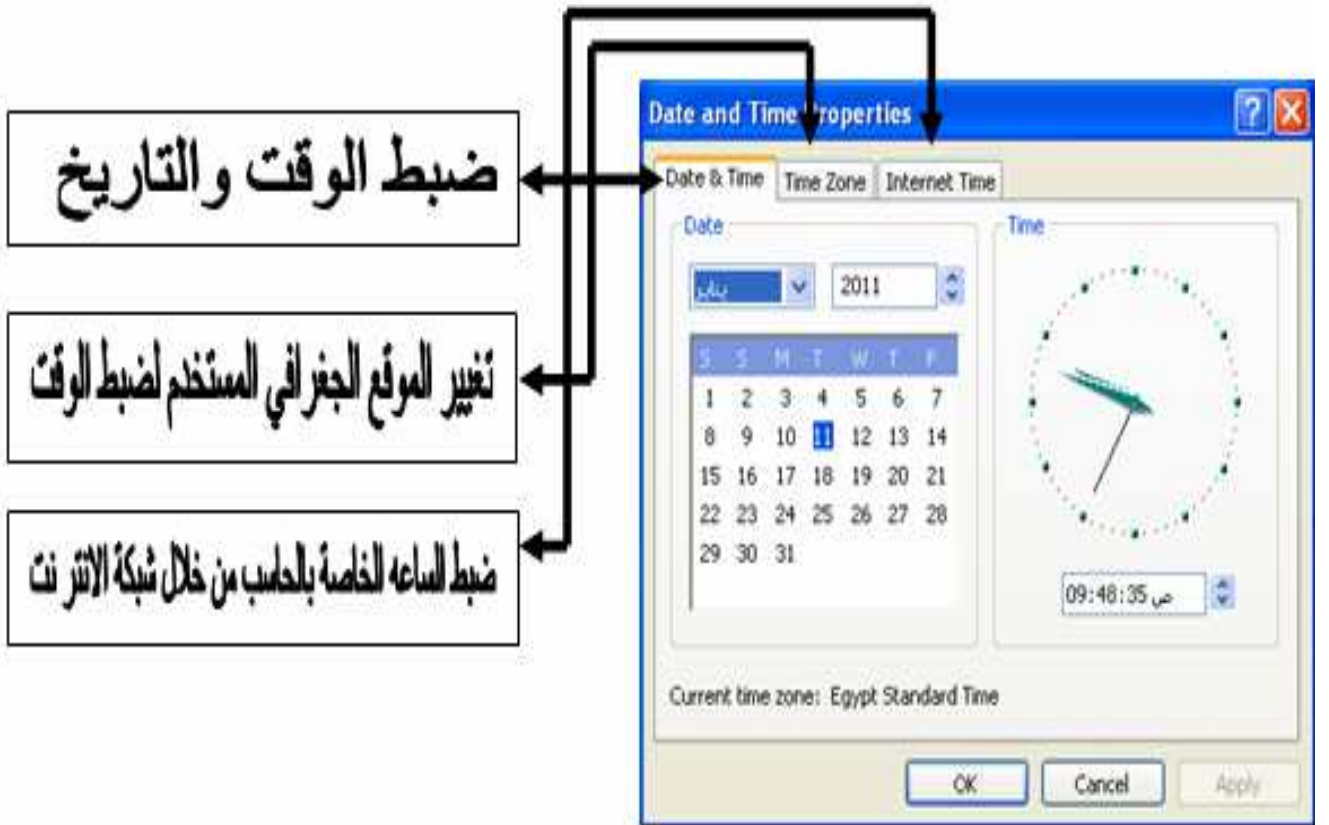 ضبط الوقت والتاريخ
تغيير الموقع الجغرافي المستخدم لضبط الوقت
ضبط الساعه الخاصة بالحاسب من خلال شبكة الانترنت
Date and Time Properties
Date & Time Time Zone Internet Time
Date
يناير 2011
S S M T W T F
1 2 3 4 5 6 7
8 9 10 11 12 13 14
15 16 17 18 19 20 21
22 23 24 25 26 27 28
29 30 31
Time
09:48:35 ص
Current time zone: Egypt Standard Time
OK Cancel Apply